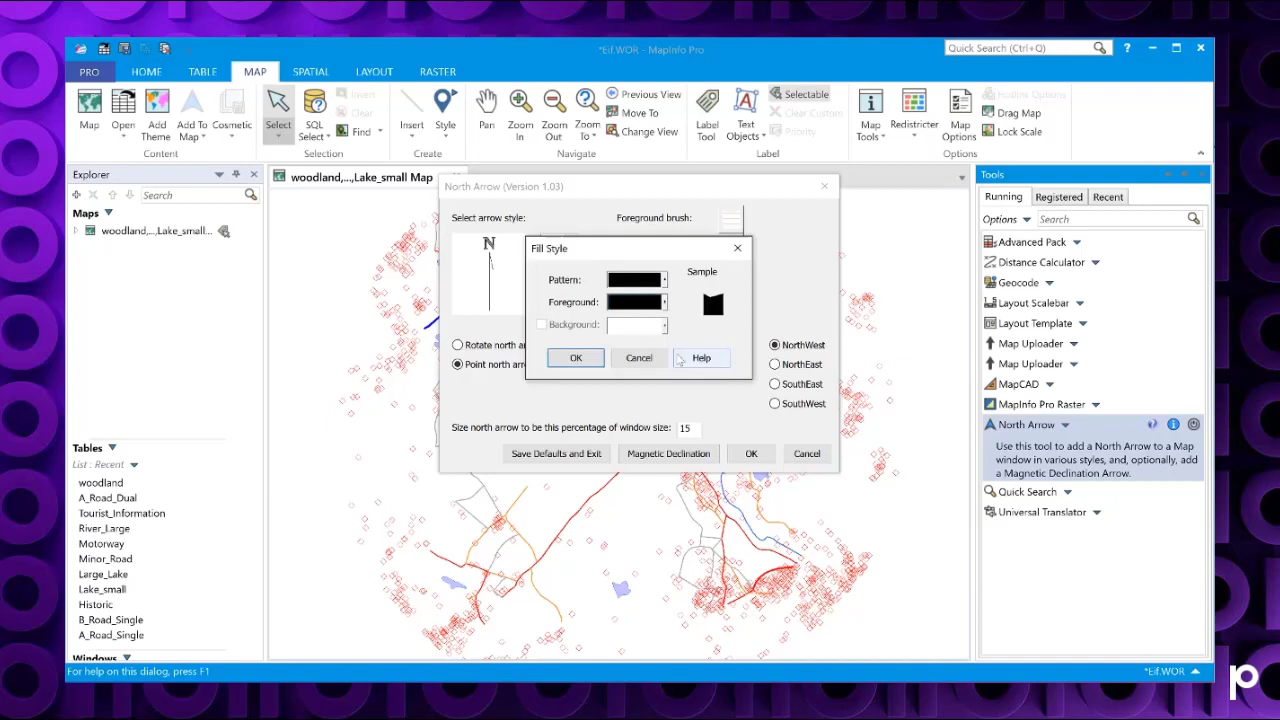 *Eif.WOR - MapInfo Pro
Quick Search (Ctrl+Q)
?
PRO HOME TABLE MAP SPATIAL LAYOUT RASTER
Map
Open
Add Theme
Add To Map
Cosmetic
Content
Select
SQL Select
Insert
Clear
Find
Selection
Insert
Style
Create
Pan
Zoom In
Zoom Out
Zoom To
Previous View
Move To
Change View
Navigate
Label Tool
Text Objects
Selectable
Clear Custom
Priority
Label
Map Tools
Redistricter
Map Options
Hotlink Options
Drag Map
Lock Scale
Options
Explorer
Search
Maps
woodland,...,Lake_small...
Tables
List : Recent
woodland
A_Road_Dual
Tourist_Information
River_Large
Motorway
Minor_Road
Large_Lake
Lake_small
Historic
B_Road_Single
A_Road_Single
Windows
woodland,...,Lake_small Map
North Arrow (Version 1.03)
Select arrow style:
Foreground brush:
N
Fill Style
Pattern:
Foreground:
Background:
Sample
OK
Cancel
Help
Rotate north ar
Point north arro
NorthWest
NorthEast
SouthEast
SouthWest
Size north arrow to be this percentage of window size: 15
Save Defaults and Exit
Magnetic Declination
OK
Cancel
Tools
Running Registered Recent
Options Search
Advanced Pack
Distance Calculator
Geocode
Layout Scalebar
Layout Template
Map Uploader
Map Uploader
MapCAD
MapInfo Pro Raster
North Arrow
Use this tool to add a North Arrow to a Map
window in various styles, and, optionally, add
a Magnetic Declination Arrow.
Quick Search
Universal Translator
For help on this dialog, press F1
*Eif.WOR
p